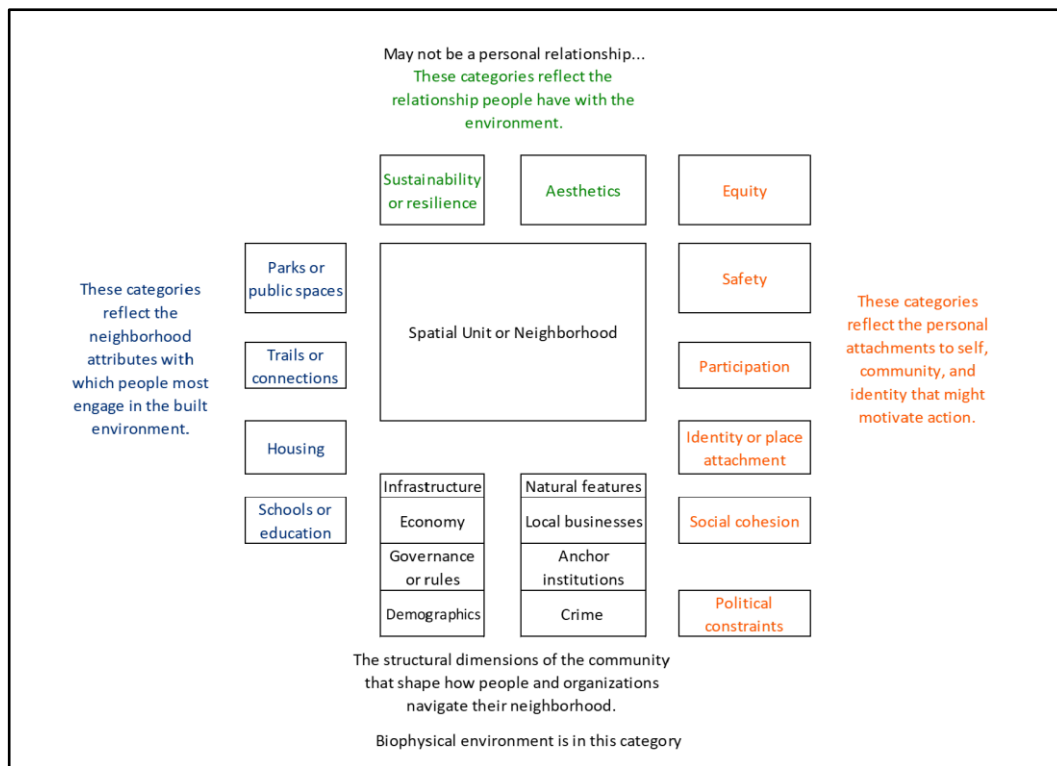 May not be a personal relationship...
These categories reflect the
relationship people have with the
environment.
Sustainability
or resilience
Aesthetics
Equity
Parks or
public spaces
Spatial Unit or Neighborhood
Safety
These categories
reflect the
neighborhood
attributes with
which people most
engage in the built
environment.
Trails or
connections
Participation
These categories
reflect the personal
attachments to self,
community, and
identity that might
motivate action.
Housing
Identity or place
attachment
Infrastructure
Natural features
Schools or
education
Economy
Local businesses
Social cohesion
Governance
or rules
Anchor
institutions
Demographics
Crime
Political
constraints
The structural dimensions of the community
that shape how people and organizations
navigate their neighborhood.
Biophysical environment is in this category